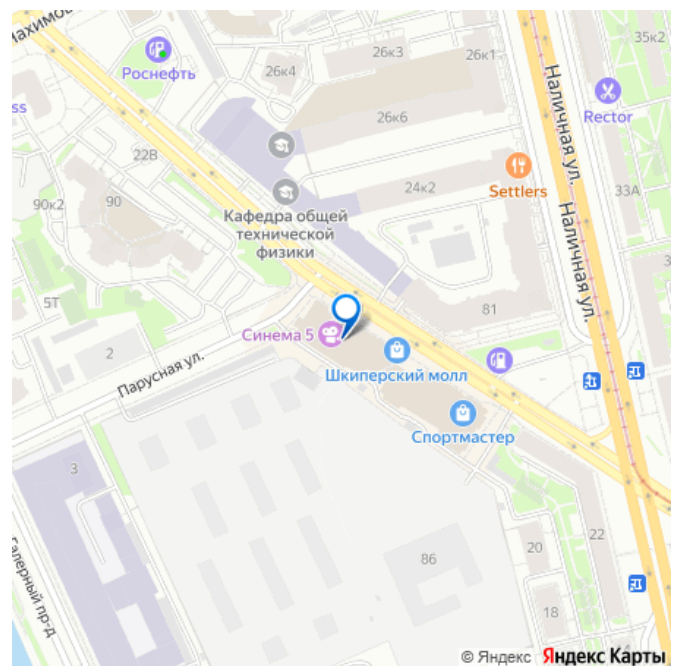 Нахимов
26к3
26к1
35к2
Роснефть
26к4
Наличная ул.
Rector
ss
26к6
22В
Settlers
24к2
33А
90к2
90
Кафедра общей
технической
физики
Наличная ул.
5Т
81
Синема 5
2
Шкиперский молл
Парусная ул.
Спортмастер
3
20
22
86
Галерный пр-д
18
© Яндекс Яндекс Карты